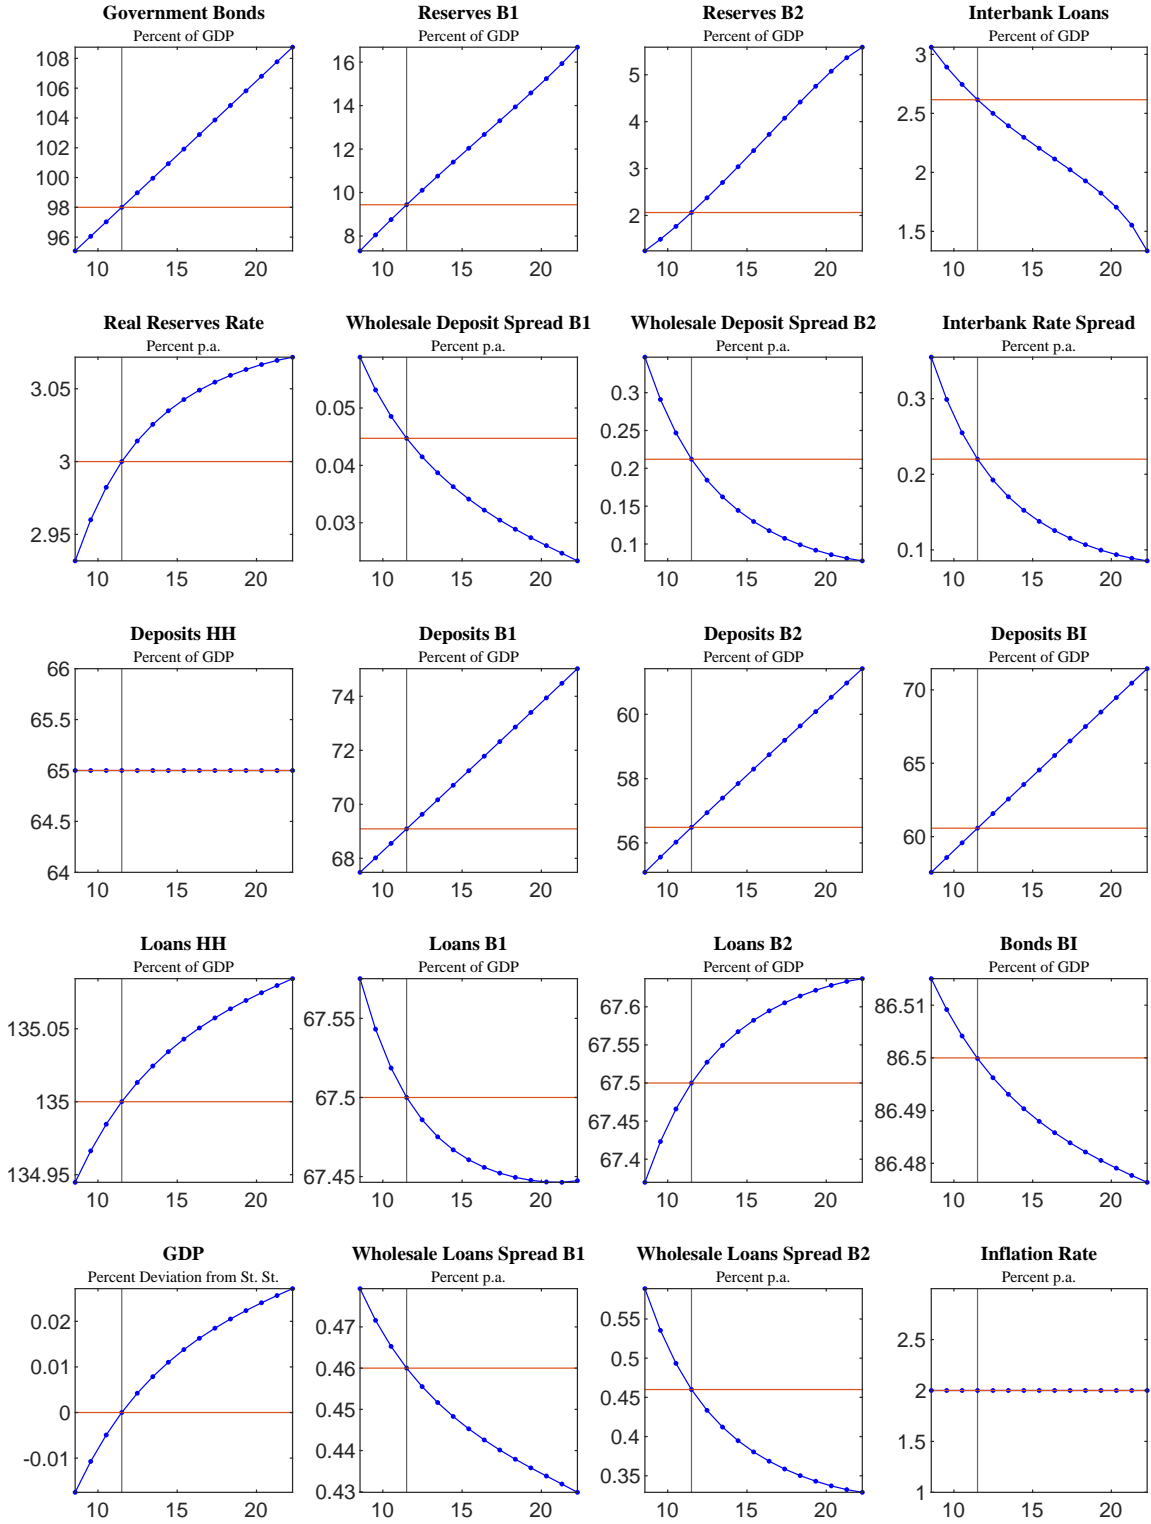 Government Bonds
Percent of GDP
108
106
104
102
100
98
96
10 15 20
Reserves B1
Percent of GDP
16
14
12
10
8
10 15 20
Reserves B2
Percent of GDP
5
4
3
2
10 15 20
Interbank Loans
Percent of GDP
3
2.5
2
1.5
10 15 20
Real Reserves Rate
Percent p.a.
3.05
3
2.95
10 15 20
Wholesale Deposit Spread B1
Percent p.a.
0.05
0.04
0.03
10 15 20
Wholesale Deposit Spread B2
Percent p.a.
0.3
0.25
0.2
0.15
0.1
10 15 20
Interbank Rate Spread
Percent p.a.
0.3
0.2
0.1
10 15 20
Deposits HH
Percent of GDP
66
65.5
65
64.5
64
10 15 20
Deposits B1
Percent of GDP
74
72
70
68
10 15 20
Deposits B2
Percent of GDP
60
58
56
10 15 20
Deposits BI
Percent of GDP
70
65
60
10 15 20
Loans HH
Percent of GDP
135.05
135
134.95
10 15 20
Loans B1
Percent of GDP
67.55
67.5
67.45
10 15 20
Loans B2
Percent of GDP
67.6
67.55
67.5
67.45
67.4
10 15 20
Bonds BI
Percent of GDP
86.51
86.5
86.49
86.48
10 15 20
GDP
Percent Deviation from St. St.
0.02
0.01
0
-0.01
10 15 20
Wholesale Loans Spread B1
Percent p.a.
0.47
0.46
0.45
0.44
0.43
10 15 20
Wholesale Loans Spread B2
Percent p.a.
0.55
0.5
0.45
0.4
0.35
10 15 20
Inflation Rate
Percent p.a.
2.5
2
1.5
1
10 15 20